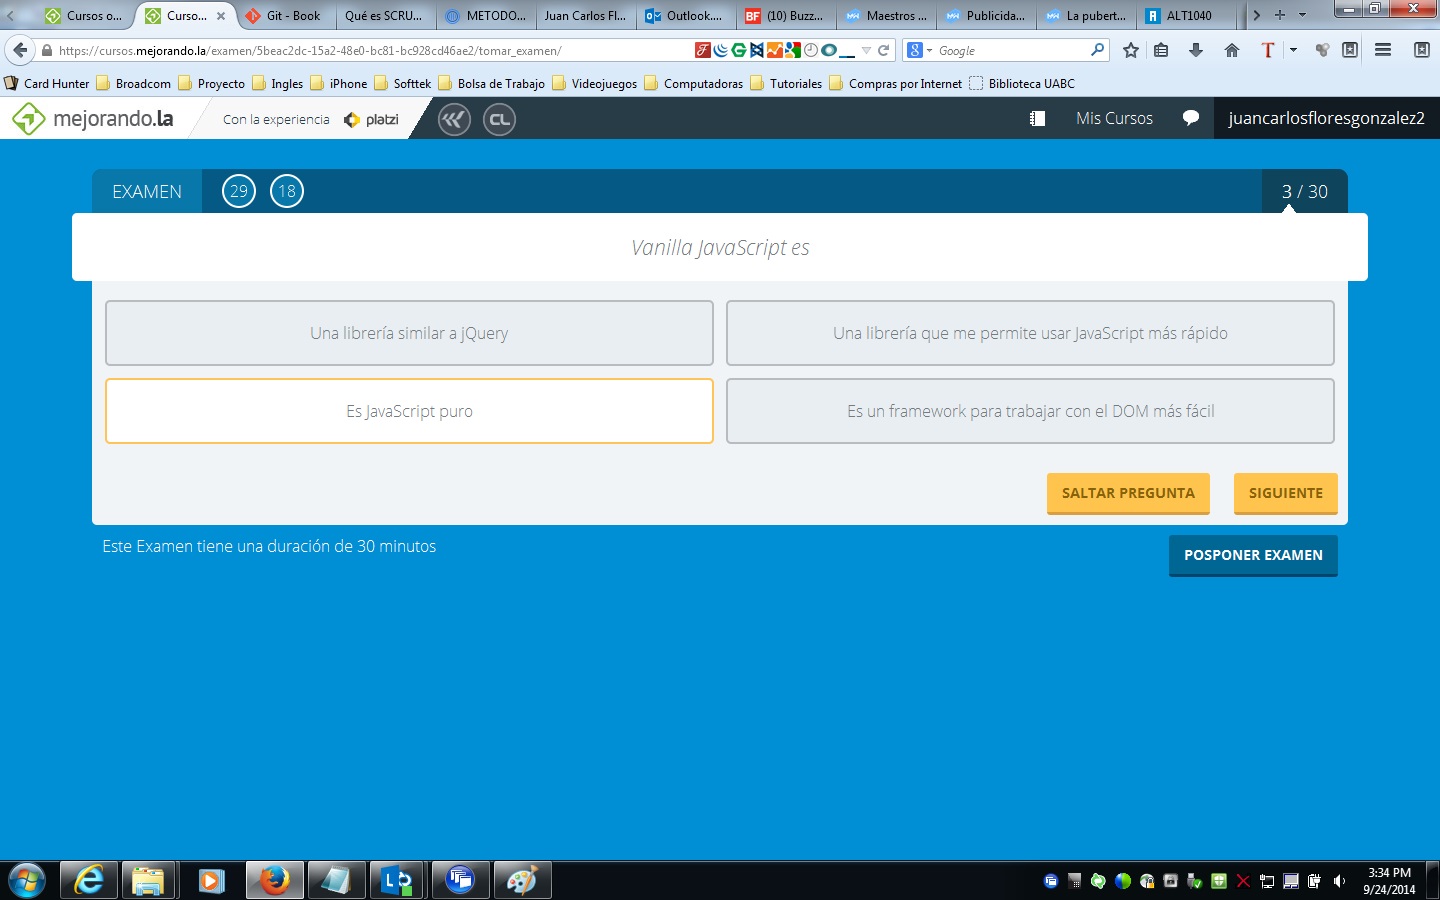 Cursos o...
Curso...
Git - Book
Qué es SCRU...
METODO...
Juan Carlos Fl...
Outlook....
(10) Buzz...
Maestros ...
Publicida...
La pubert...
ALT1040
https://cursos.mejorando.la/examen/5beac2dc-15a2-48e0-bc81-bc928cd46ae2/tomar_examen/
Google
Card Hunter
Broadcom
Proyecto
Ingles
iPhone
Softtek
Bolsa de Trabajo
Videojuegos
Computadoras
Tutoriales
Compras por Internet
Biblioteca UABC
mejorando.la
Con la experiencia
platzi
CL
Mis Cursos
juancarlosfloresgonzalez2
EXAMEN
29
18
3 / 30
Vanilla JavaScript es
Una librería similar a jQuery
Una librería que me permite usar JavaScript más rápido
Es JavaScript puro
Es un framework para trabajar con el DOM más fácil
SALTAR PREGUNTA
SIGUIENTE
Este Examen tiene una duración de 30 minutos
POSPONER EXAMEN
3:34 PM
9/24/2014